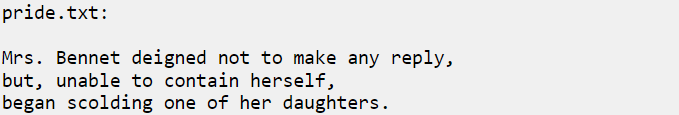 pride.txt:
Mrs. Bennet deigned not to make any reply,
but, unable to contain herself,
began scolding one of her daughters.